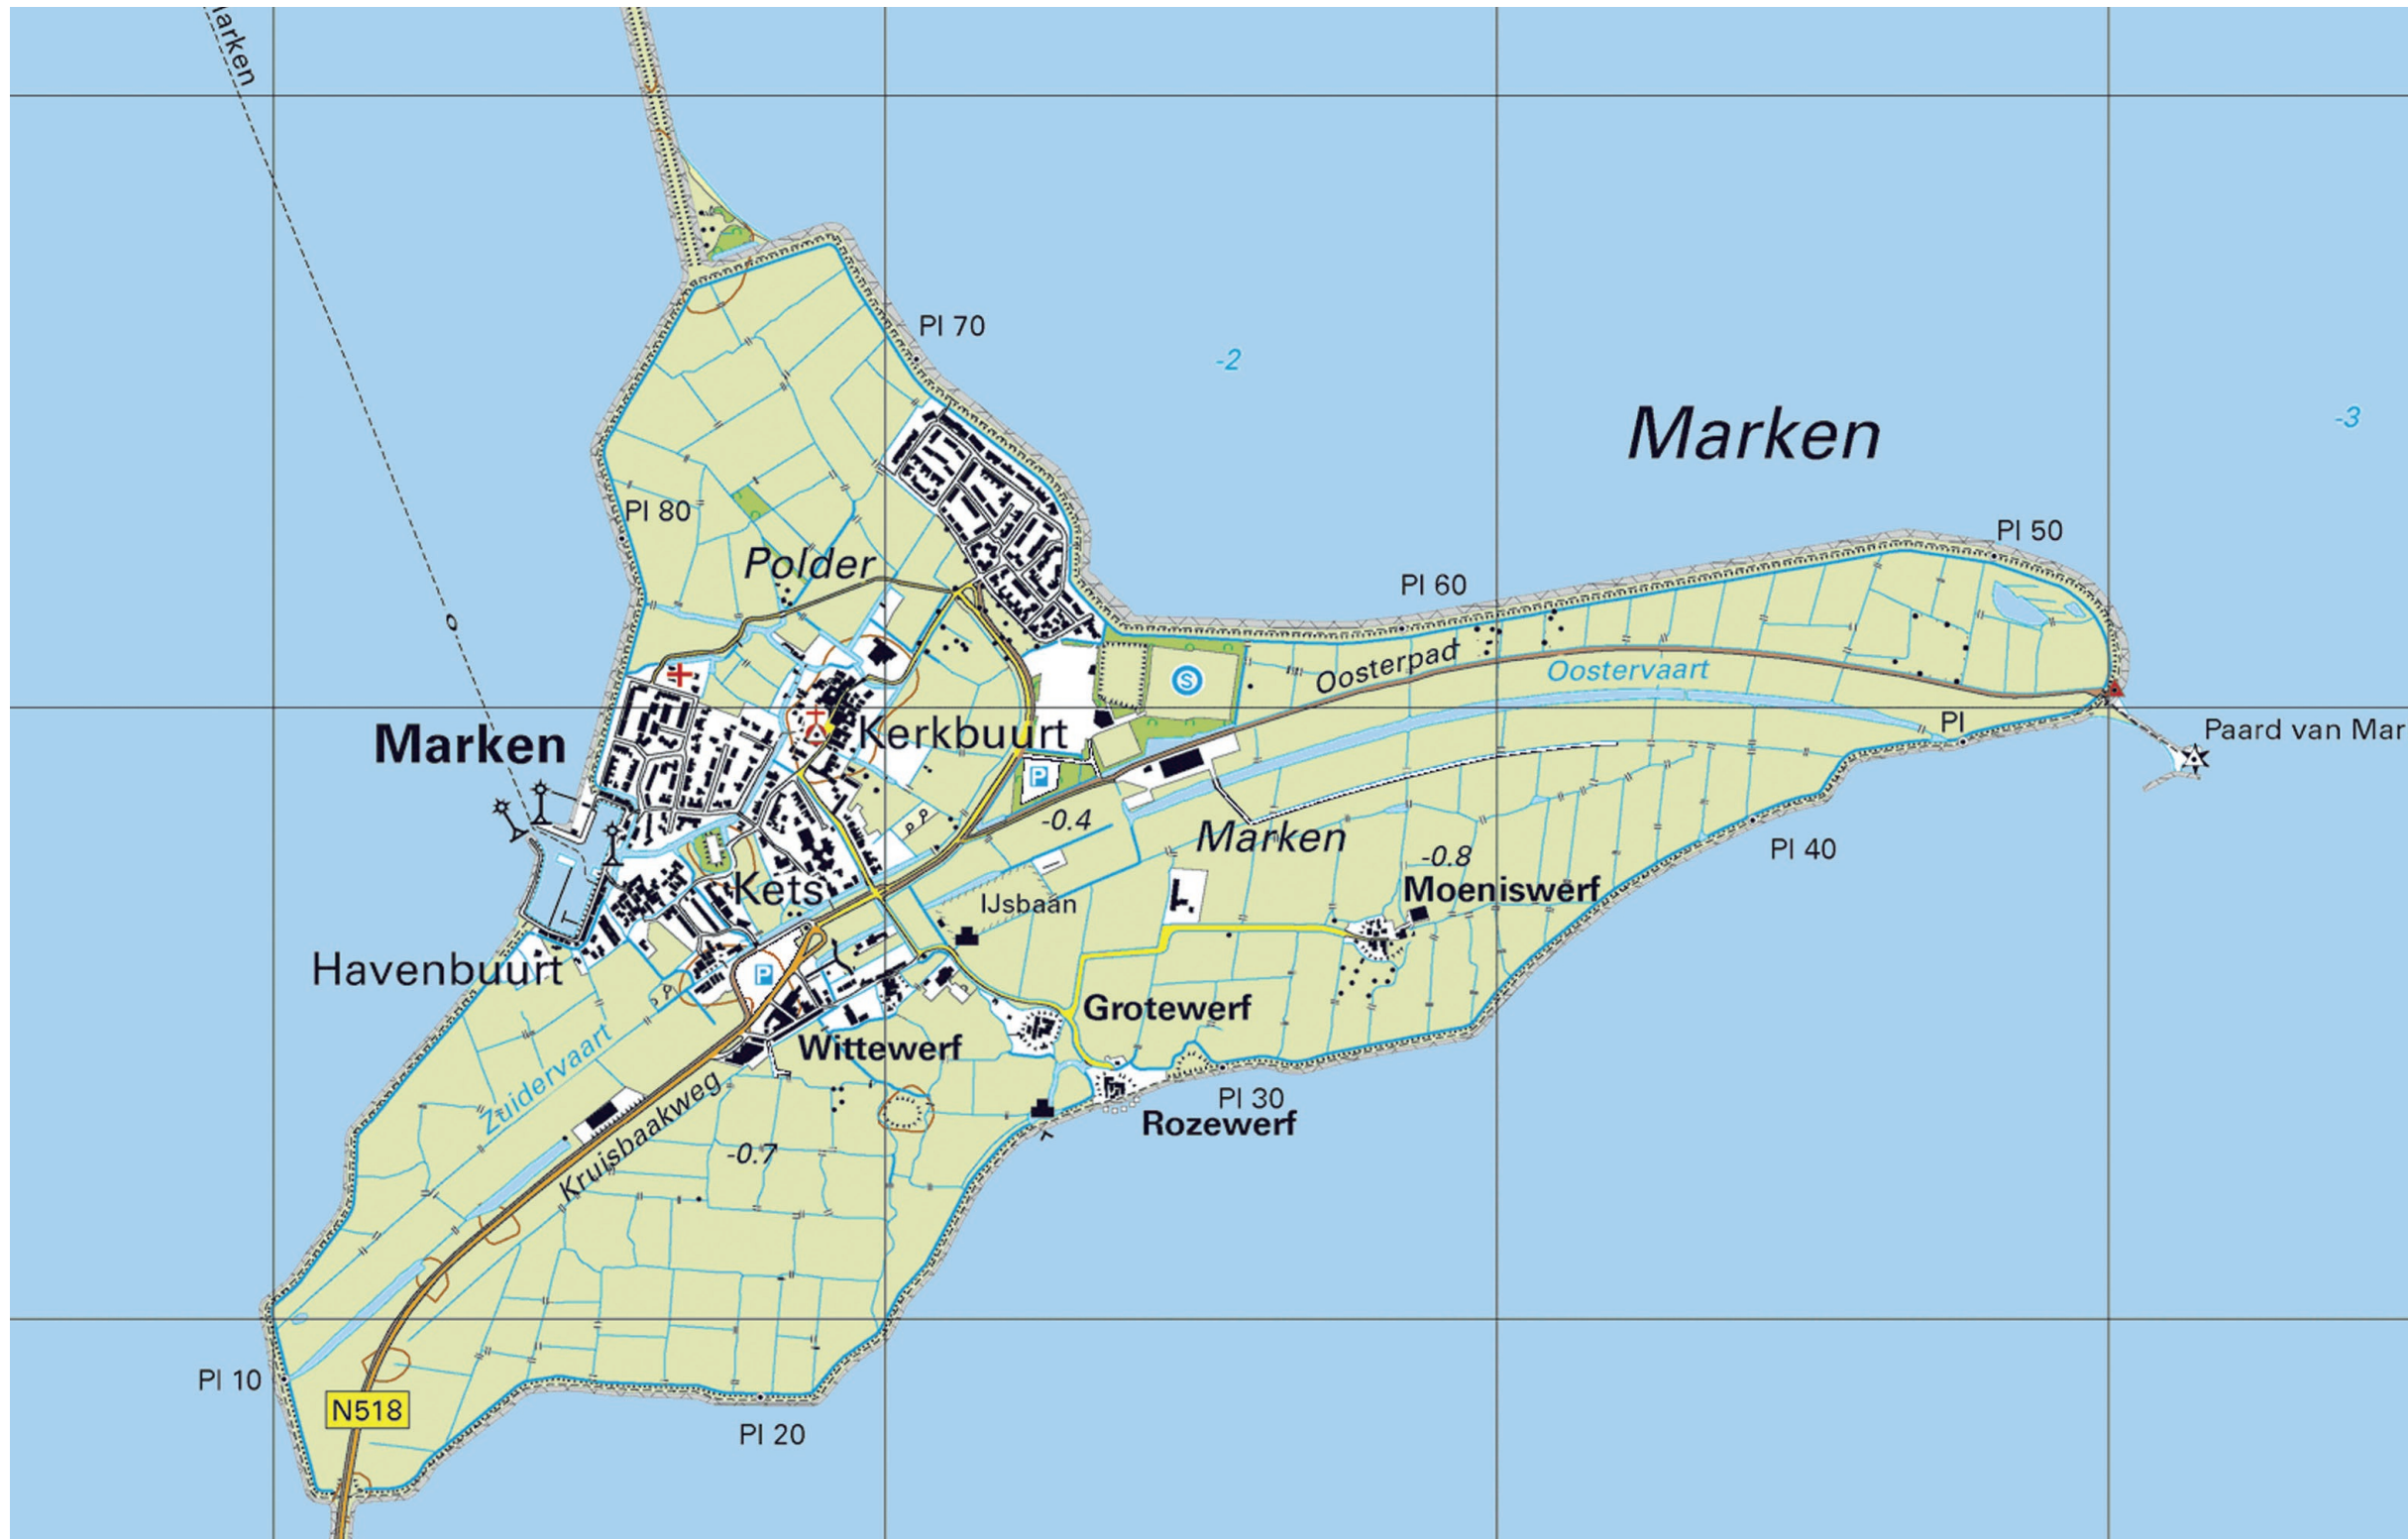 arken
Pl 70
-2
Marken
-3
Pl 80
Pl 50
Polder
Pl 60
Oosterpad
Oostervaart
S
Marken
Kerkbuurt
Pl
Paard van Mar
P
-0.4
Marken
Pl 40
-0.8
Kets
IJsbaan
Moeniswerf
Havenbuurt
P
Grotewerf
Zuidervaart
Wittewerf
Kruisbaakweg
Pl 30
Rozewerf
-0.7
Pl 10
N518
Pl 20